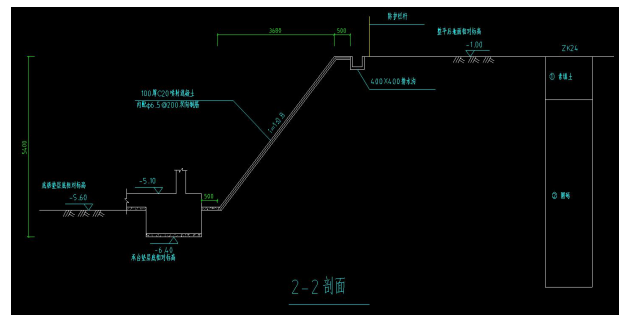 防护栏杆
3600
500
整平后地面相对标高
-1.00
ZK24
400X400排水沟
① 素填土
100厚C20喷射混凝土
内配φ6.5@200双向钢筋
i=1:0.8
5400
底板垫层底相对标高
-5.10
500
-5.60
② 圆砾
-6.40
承台垫层底相对标高
2-2剖面